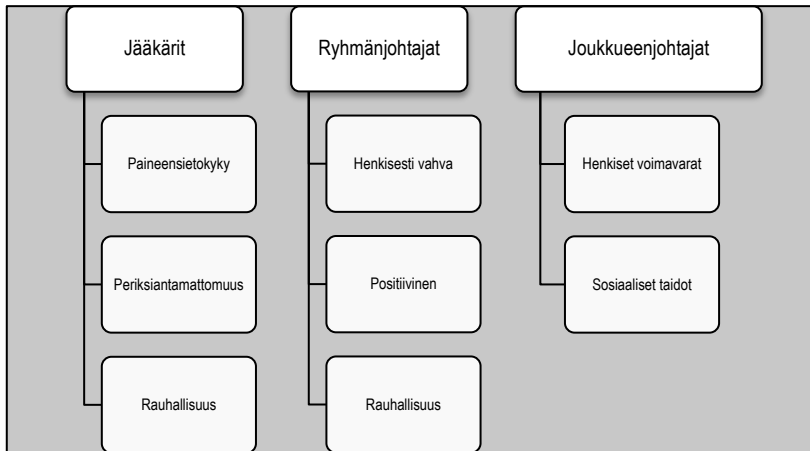 Jääkärit
Ryhmänjohtajat
Joukkueenjohtajat
Paineensietokyky
Henkisesti vahva
Henkiset voimavarat
Periksiantamattomuus
Positiivinen
Sosiaaliset taidot
Rauhallisuus
Rauhallisuus